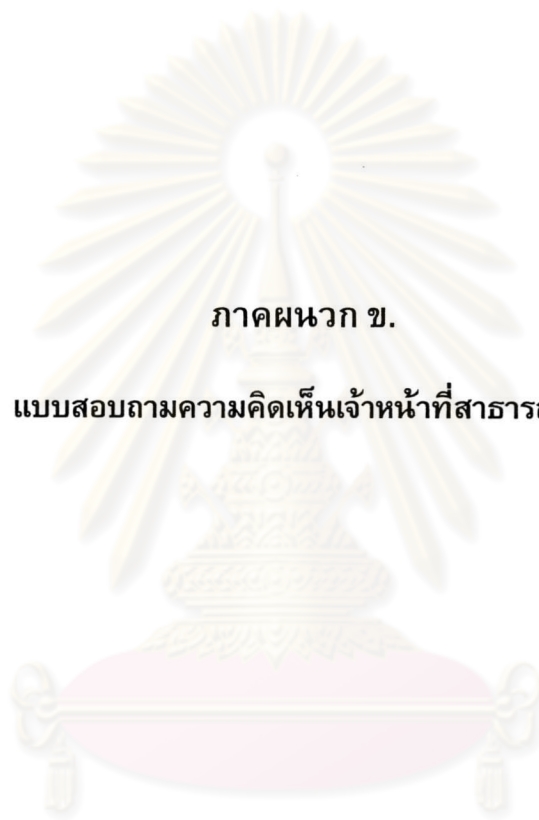 ภาคผนวก ข.
แบบสอบถามความคิดเห็นเจ้าหน้าที่สาธารณ